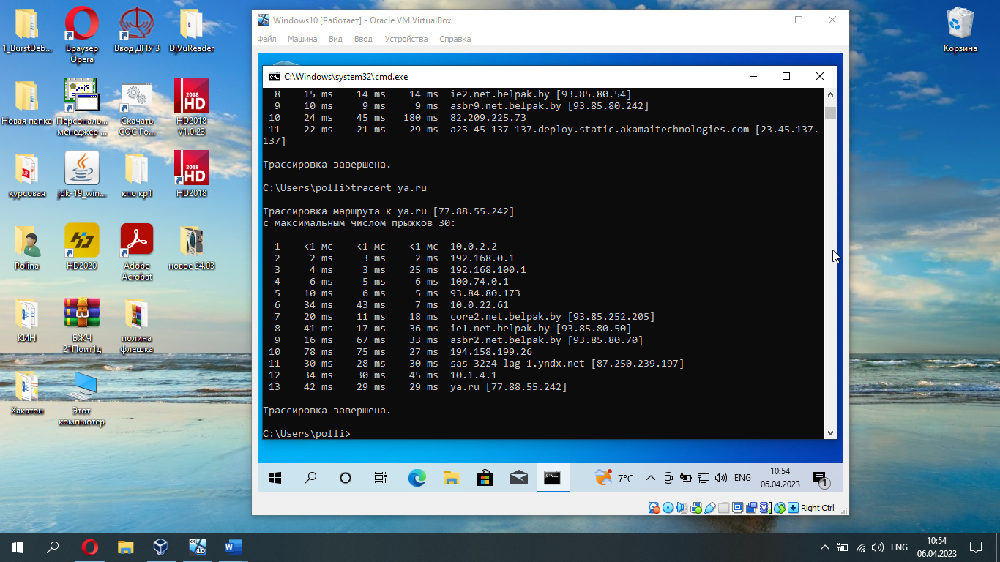 1_BurstDeb...
Браузер
Opera
Ввод ДПУ 3
DjVuReader
Новая папка
Персональ...
менеджер ...
Скачать
СОС Го...
2018
HD
HD2018
V1.0.23
PDF
курсовая
Java
jdk-19_win...
кпо кр1
2018
HD
HD2018
Polina
HD2020
Adobe
Acrobat
новое 24.03
КИН
БЖЧ
21Поит1д
полина
флешка
Хакатон
Этот
компьютер
Корзина
Windows10 [Работает] - Oracle VM VirtualBox
Файл Машина Вид Ввод Устройства Справка
C:\Windows\system32\cmd.exe
8 15 ms 14 ms 14 ms ie2.net.belpak.by [93.85.80.54]
9 10 ms 9 ms 9 ms asbr9.net.belpak.by [93.85.80.242]
10 24 ms 45 ms 180 ms 82.209.225.73
11 22 ms 21 ms 29 ms a23-45-137-137.deploy.static.akamaitechnologies.com [23.45.137.
137]
Трассировка завершена.
C:\Users\polli>tracert ya.ru
Трассировка маршрута к ya.ru [77.88.55.242]
с максимальным числом прыжков 30:
1 <1 мс <1 мс <1 мс 10.0.2.2
2 2 ms 3 ms 2 ms 192.168.0.1
3 4 ms 3 ms 25 ms 192.168.100.1
4 6 ms 5 ms 6 ms 100.74.0.1
5 10 ms 6 ms 5 ms 93.84.80.173
6 34 ms 43 ms 7 ms 10.0.22.61
7 20 ms 11 ms 18 ms core2.net.belpak.by [93.85.252.205]
8 41 ms 17 ms 36 ms ie1.net.belpak.by [93.85.80.50]
9 16 ms 67 ms 33 ms asbr2.net.belpak.by [93.85.80.70]
10 78 ms 75 ms 27 ms 194.158.199.26
11 30 ms 28 ms 30 ms sas-32z4-lag-1.yndx.net [87.250.239.197]
12 34 ms 30 ms 45 ms 10.1.4.1
13 42 ms 29 ms 29 ms ya.ru [77.88.55.242]
Трассировка завершена.
C:\Users\polli>
7°C
ENG
10:54
06.04.2023
1
Right Ctrl
ENG
10:54
06.04.2023